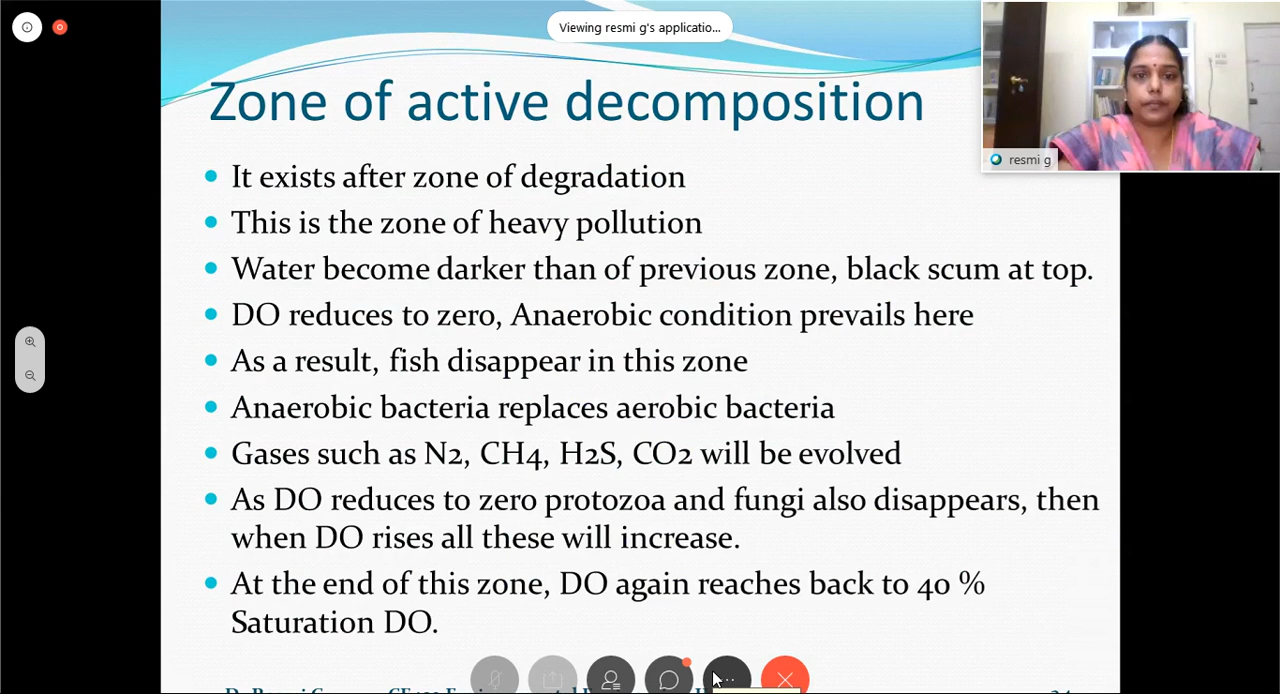 Viewing resmi g's applicatio...
Zone of active decomposition
resmi g
It exists after zone of degradation
This is the zone of heavy pollution
Water become darker than of previous zone, black scum at top.
DO reduces to zero, Anaerobic condition prevails here
As a result, fish disappear in this zone
Anaerobic bacteria replaces aerobic bacteria
Gases such as N2, CH4, H2S, CO2 will be evolved
As DO reduces to zero protozoa and fungi also disappears, then
when DO rises all these will increase.
At the end of this zone, DO again reaches back to 40 %
Saturation DO.